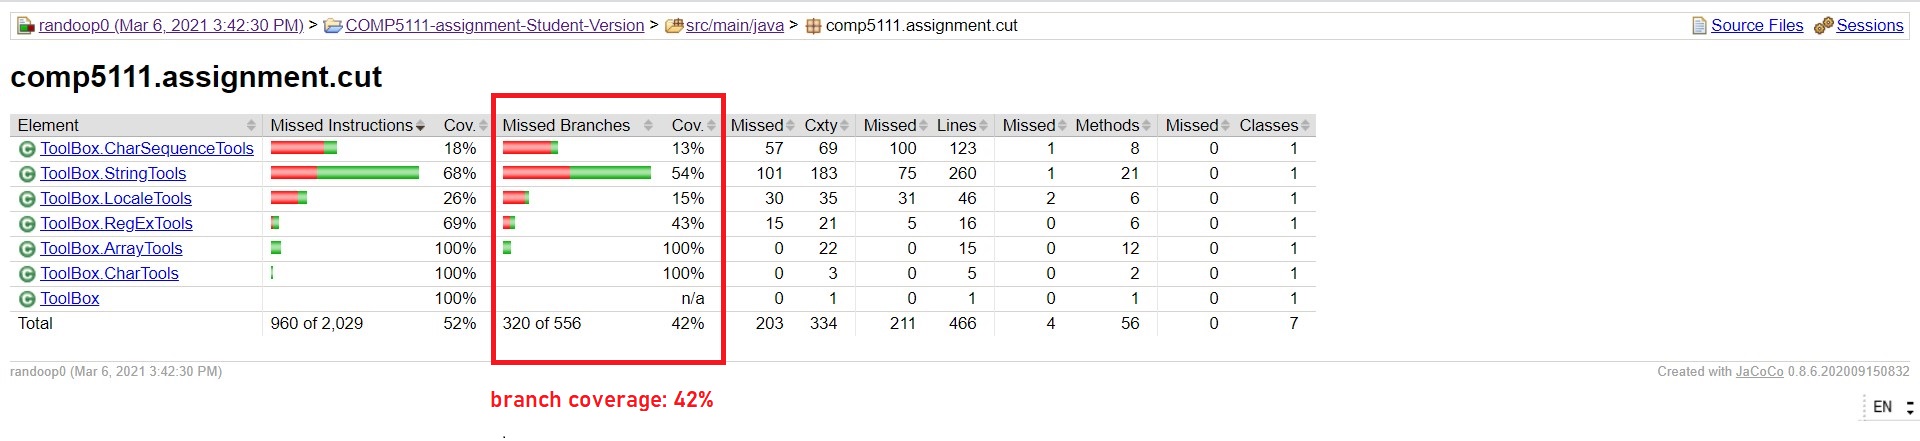 randoop0 (Mar 6, 2021 3:42:30 PM) > COMP5111-assignment-Student-Version > src/main/java > comp5111.assignment.cut Source Files Sessions
comp5111.assignment.cut
Element Missed Instructions Cov. Missed Branches Cov. Missed Cxty Missed Lines Missed Methods Missed Classes
ToolBox.CharSequenceTools 18% 13% 57 69 100 123 1 8 0 1
ToolBox.StringTools 68% 54% 101 183 75 260 1 21 0 1
ToolBox.LocaleTools 26% 15% 30 35 31 46 2 6 0 1
ToolBox.RegExTools 69% 43% 15 21 5 16 0 6 0 1
ToolBox.ArrayTools 100% 100% 0 22 0 15 0 12 0 1
ToolBox.CharTools 100% 100% 0 3 0 5 0 2 0 1
ToolBox 100% n/a 0 1 0 1 0 1 0 1
Total 960 of 2,029 52% 320 of 556 42% 203 334 211 466 4 56 0 7
randoop0 (Mar 6, 2021 3:42:30 PM) Created with JaCoCo 0.8.6.202009150832
branch coverage: 42%
EN